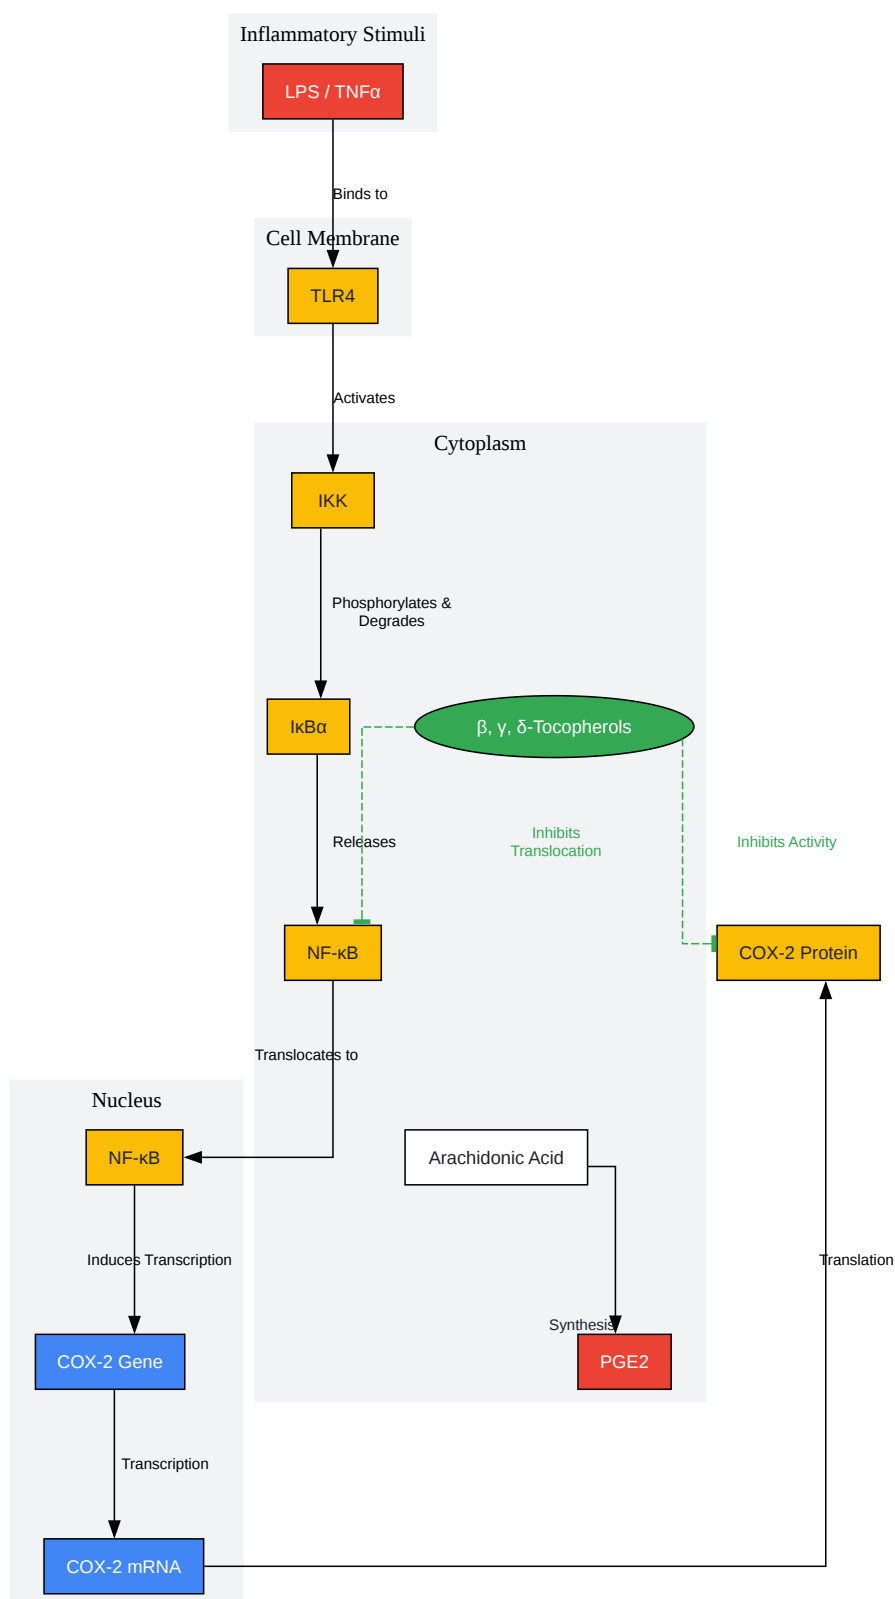 Inflammatory Stimuli
LPS / TNFα
Binds to
Cell Membrane
TLR4
Activates
Cytoplasm
IKK
Phosphorylates &
Degrades
IκBα
β, γ, δ-Tocopherols
Releases
Inhibits
Translocation
Inhibits Activity
NF-κB
COX-2 Protein
Translocates to
Nucleus
NF-κB
Arachidonic Acid
Induces Transcription
Translation
Synthesis
COX-2 Gene
PGE2
Transcription
COX-2 mRNA